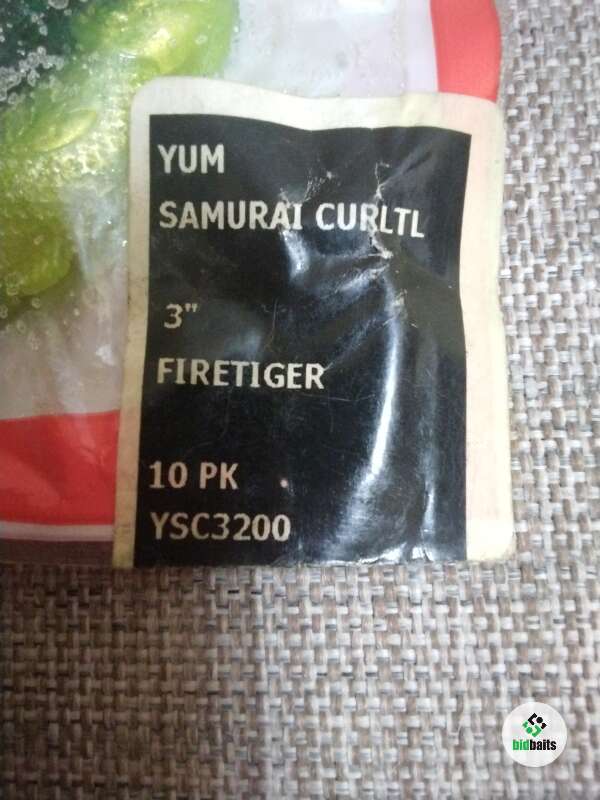 YUM
SAMURAI CURLTL
3"
FIRETIGER
10 PK
YSC3200
bidbaits